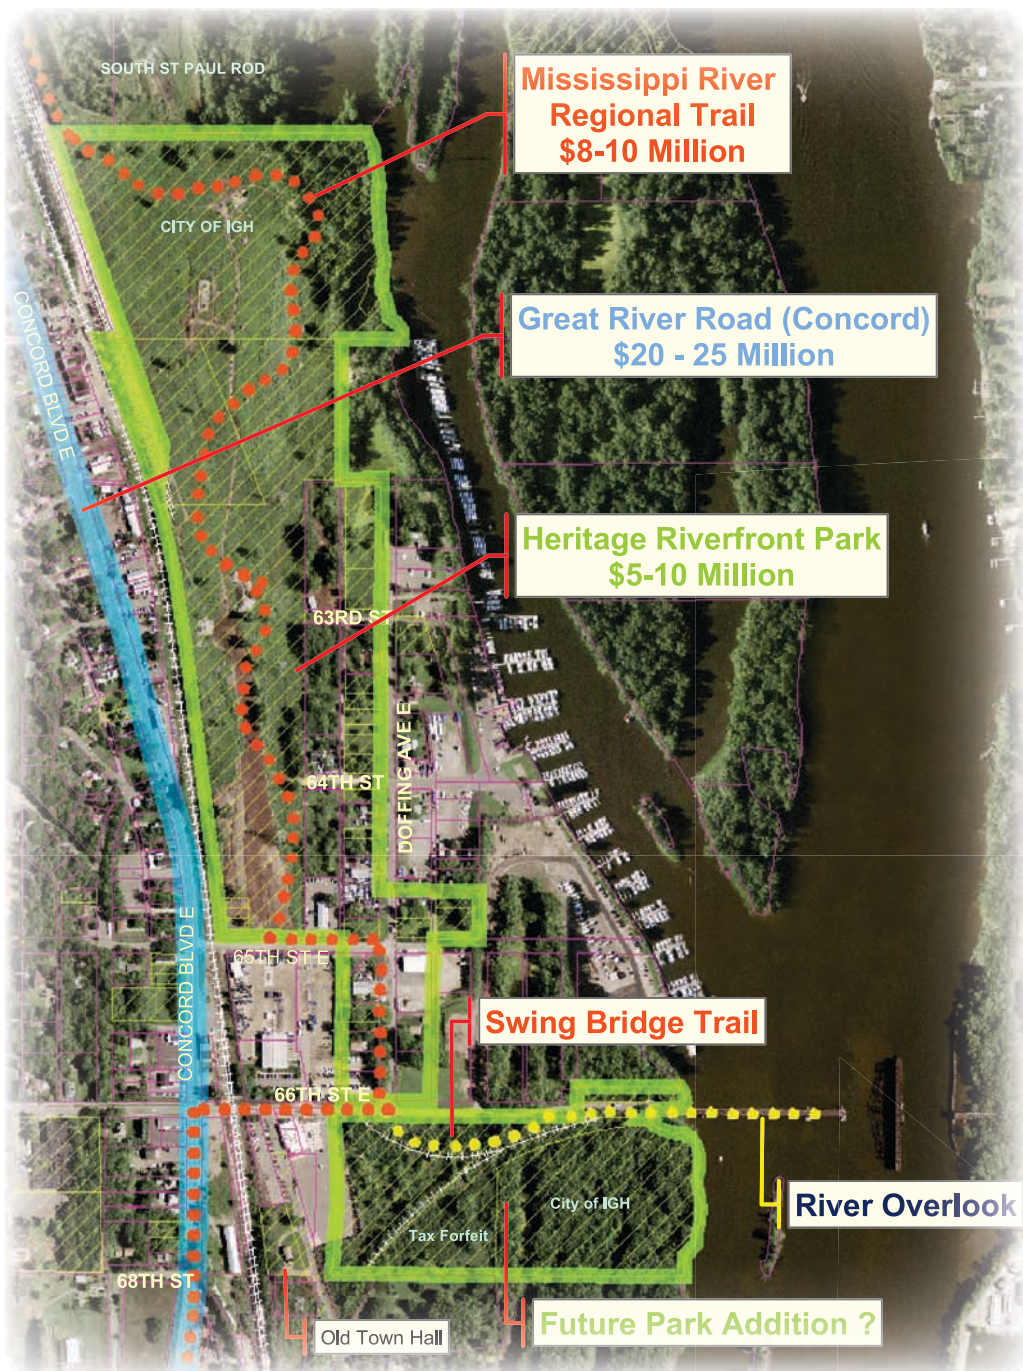 SOUTH ST PAUL ROD
Mississippi River
Regional Trail
$8-10 Million
CITY OF IGH
CONCORD BLVD E
Great River Road (Concord)
$20 - 25 Million
Heritage Riverfront Park
$5-10 Million
63RD ST
DOFFING AVE E
64TH ST
CONCORD BLVD E
65TH ST E
Swing Bridge Trail
66TH ST E
City of IGH
River Overlook
Tax Forfeit
68TH ST
Old Town Hall
Future Park Addition ?